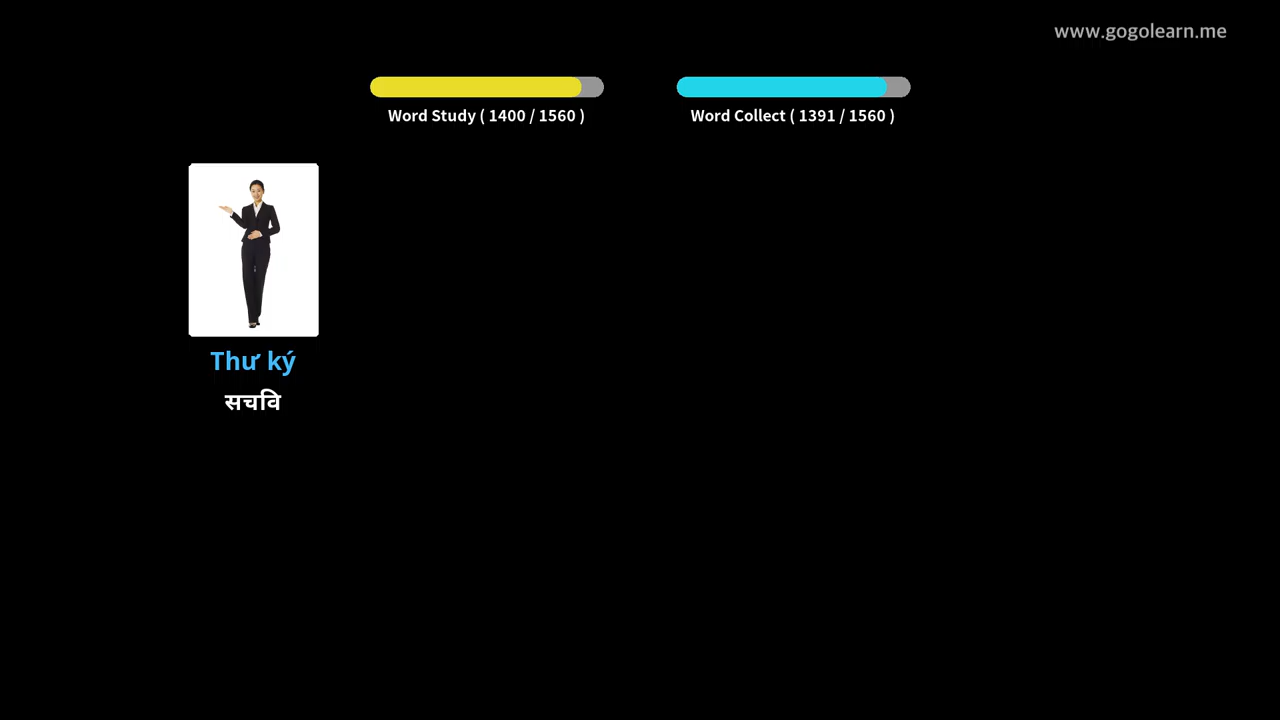 www.gogolearn.me
Word Study ( 1400 / 1560 )
Word Collect ( 1391 / 1560 )
Thư ký
सचवि